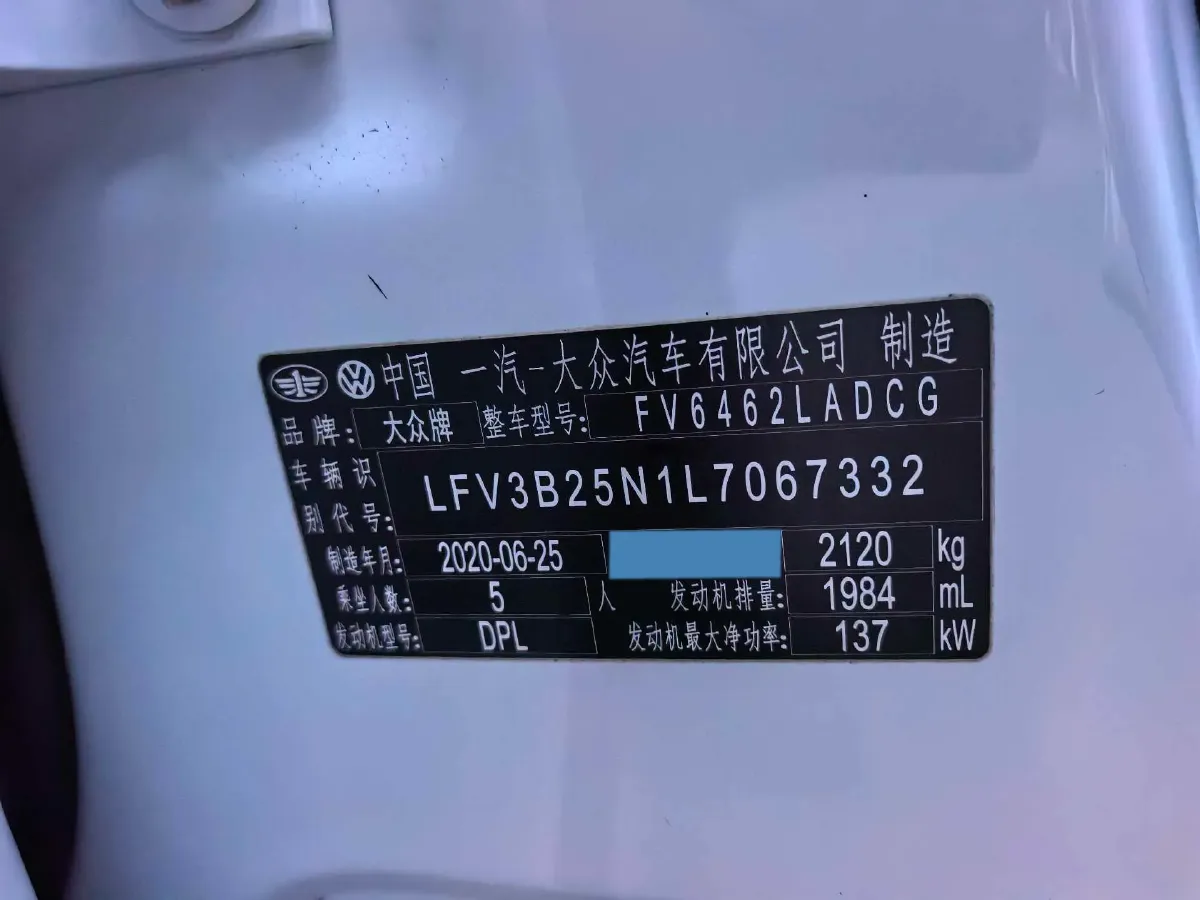 中国 一汽-大众汽车有限公司 制造
品牌: 大众牌 整车型号: FV6462LADCG
车辆识别代号: LFV3B25N1L7067332
制造年月: 2020-06-25 2120 kg
乘坐人数: 5 人 发动机排量: 1984 mL
发动机型号: DPL 发动机最大净功率: 137 kW